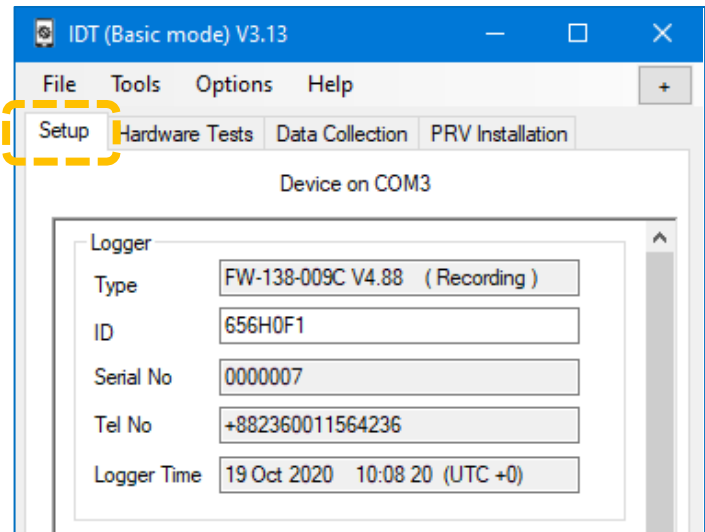 IDT (Basic mode) V3.13
File Tools Options Help +
Setup Hardware Tests Data Collection PRV Installation
Device on COM3
Logger
Type FW-138-009C V4.88 ( Recording )
ID 656H0F1
Serial No 0000007
Tel No +882360011564236
Logger Time 19 Oct 2020 10:08 20 (UTC +0)